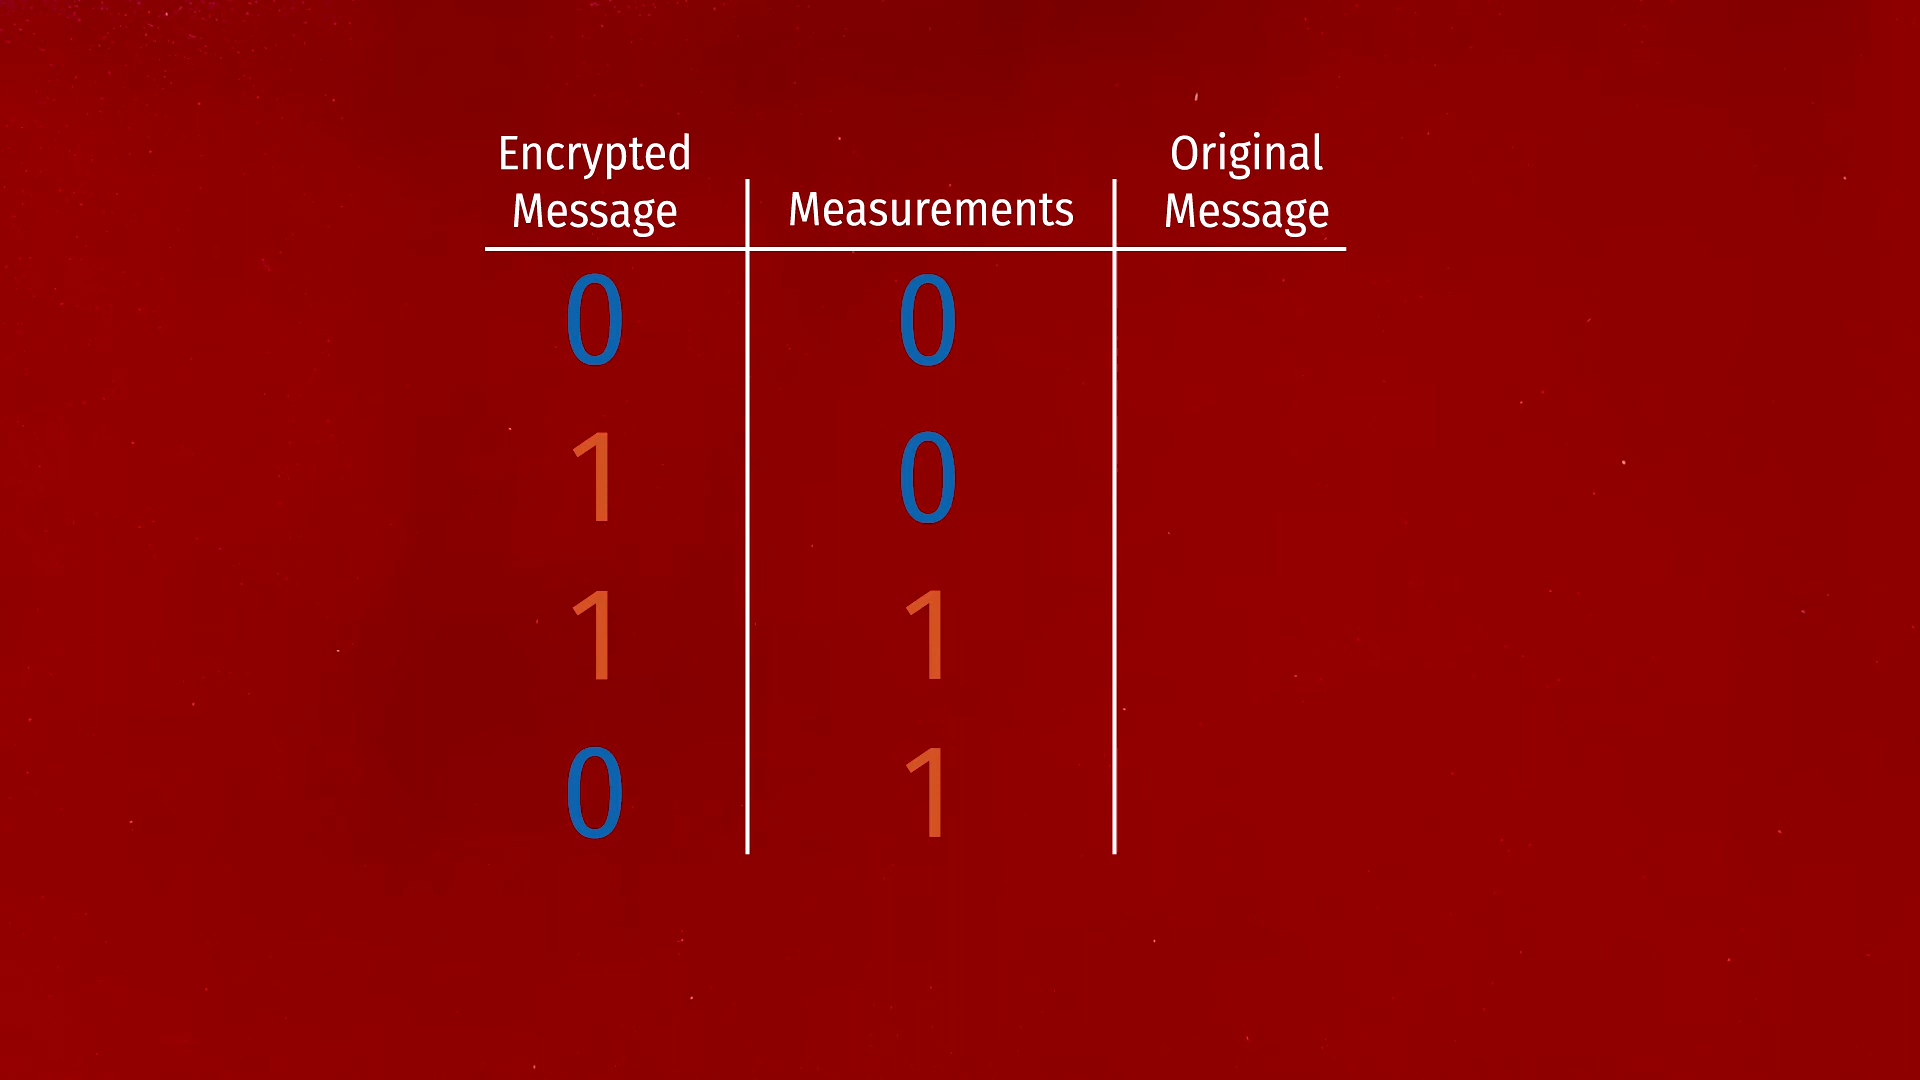 Encrypted Message
Measurements
Original Message
0 0
1 0
1 1
0 1